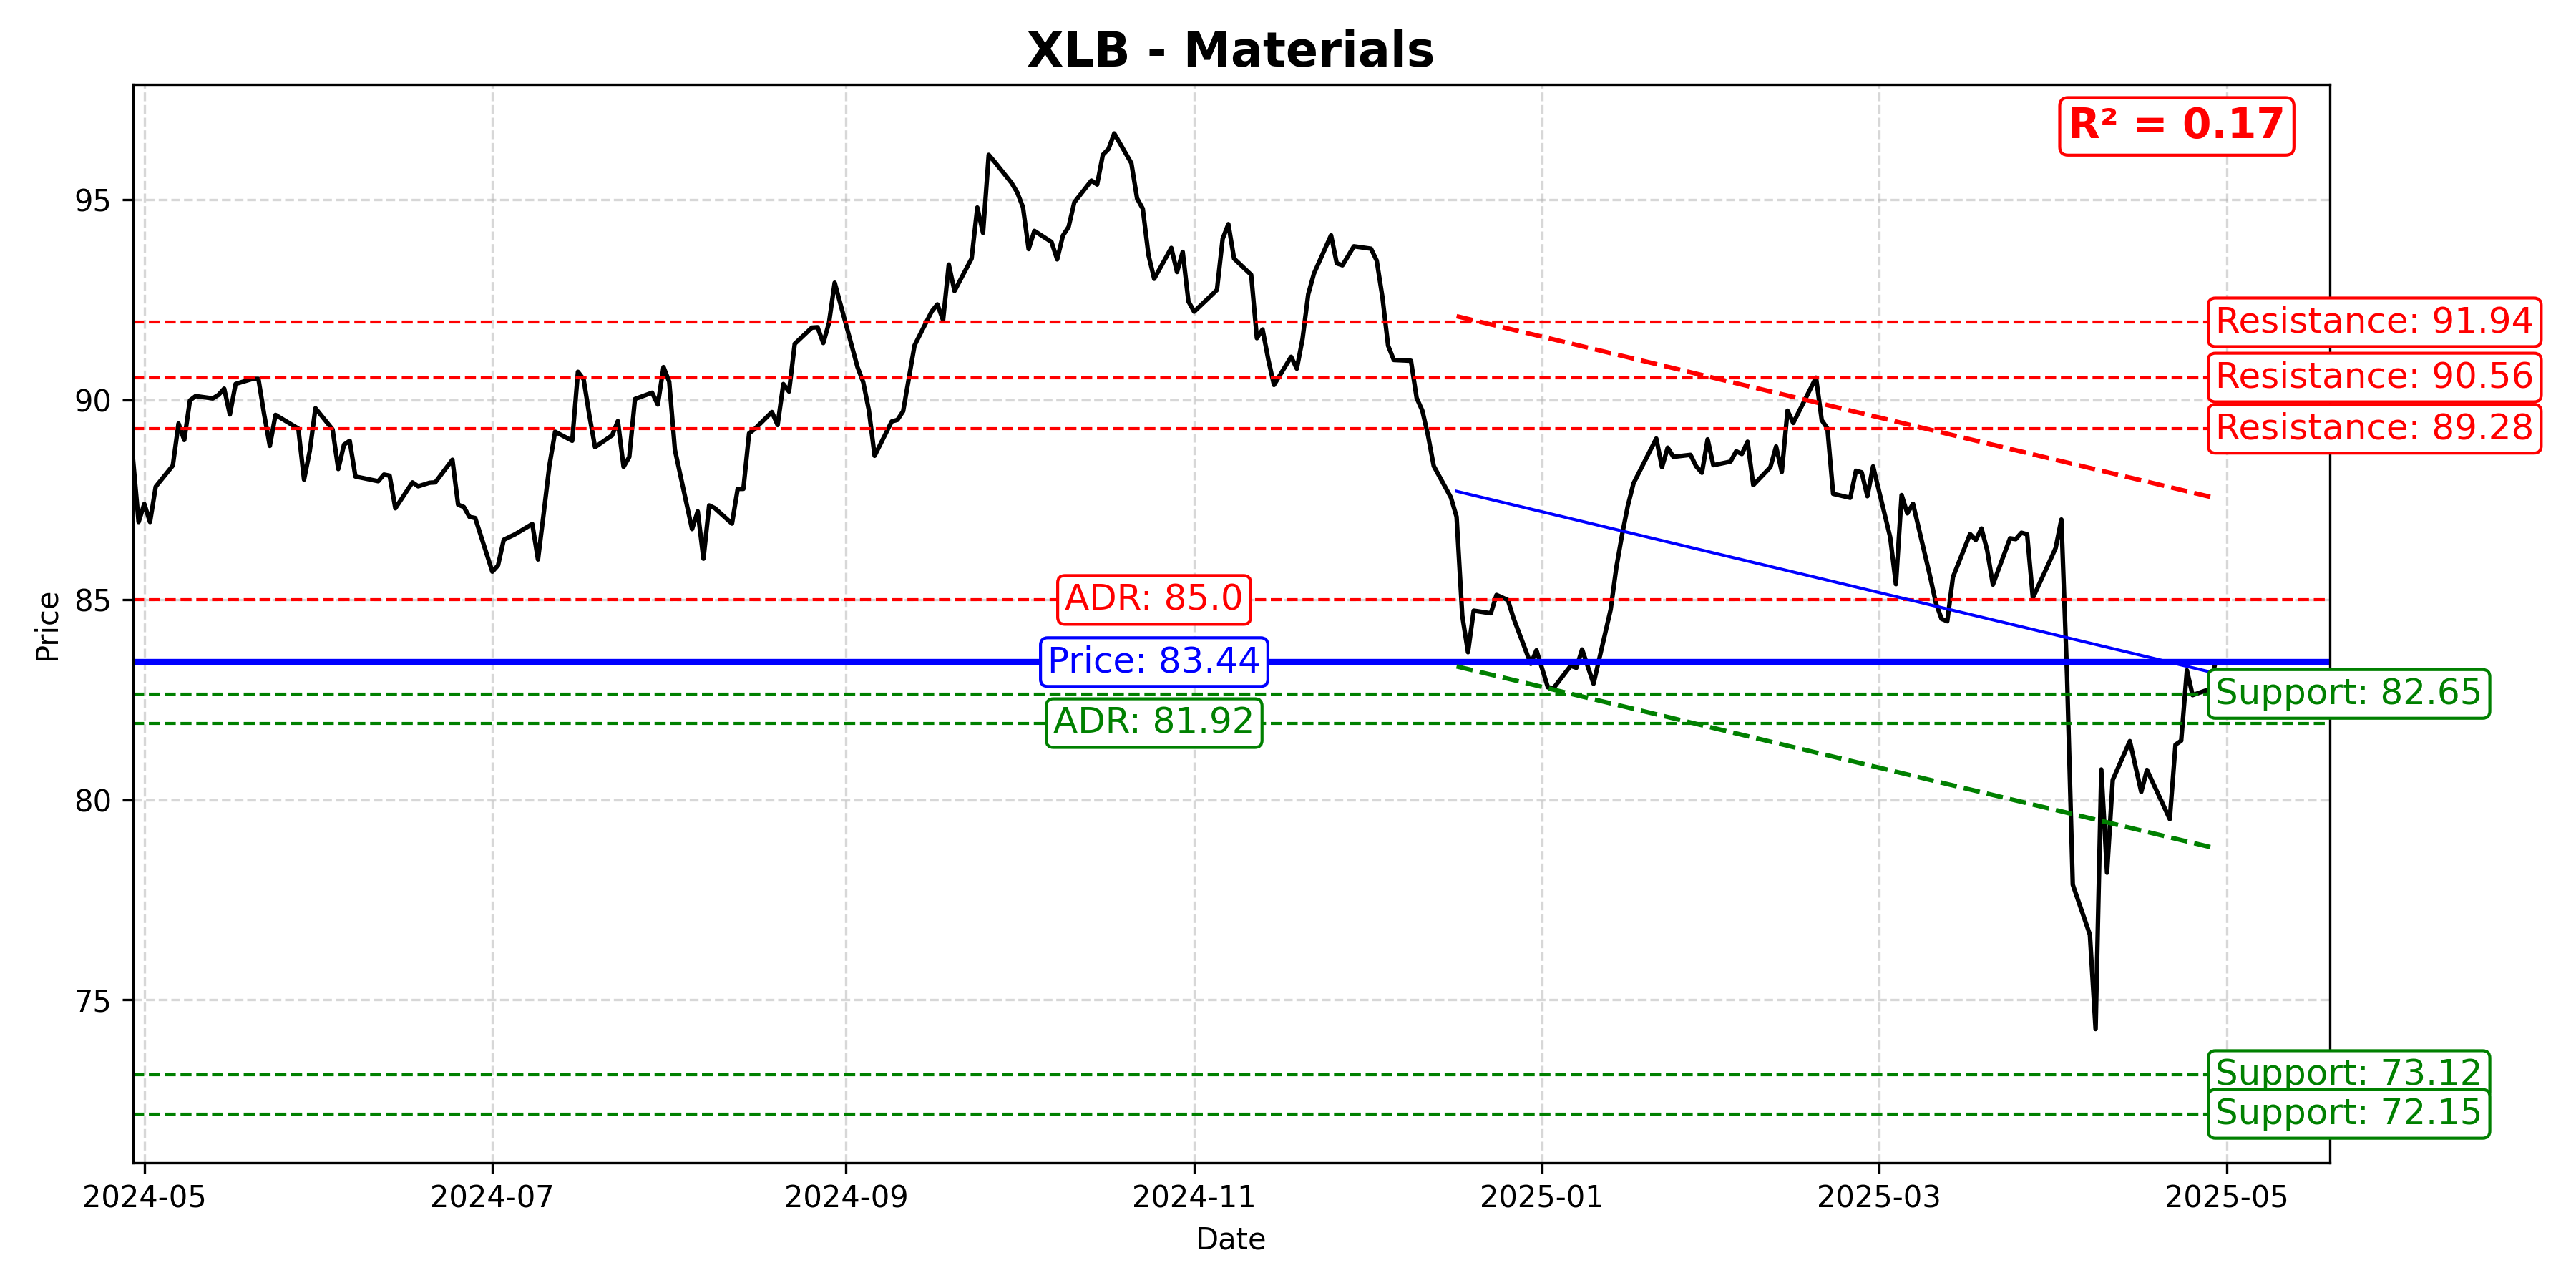 XLB - Materials
R² = 0.17
95
90
85
80
75
Price
Resistance: 91.94
Resistance: 90.56
Resistance: 89.28
ADR: 85.0
Price: 83.44
Support: 82.65
ADR: 81.92
Support: 73.12
Support: 72.15
2024-05
2024-07
2024-09
2024-11
2025-01
2025-03
2025-05
Date